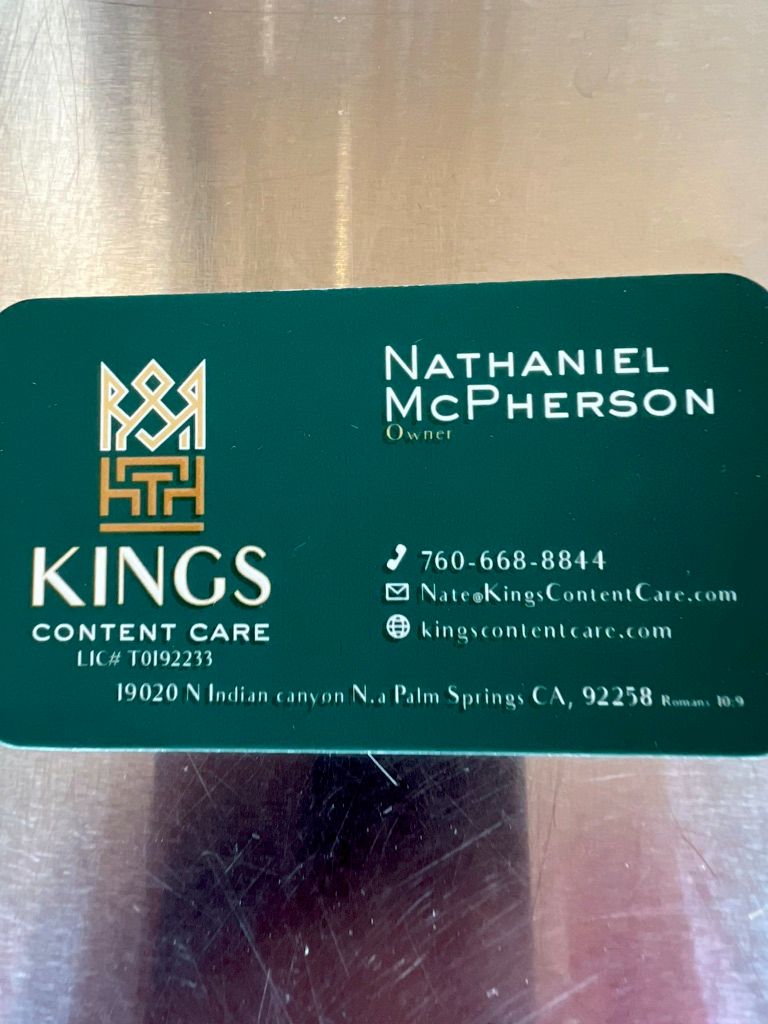 NATHANIEL
MCPHERSON
Owner
KINGS
CONTENT CARE
LIC# T0192233
760-668-8844
Nate@KingsContentCare.com
kingscontentcare.com
19020 N Indian canyon N.a Palm Springs CA, 92258 Romans 10:9